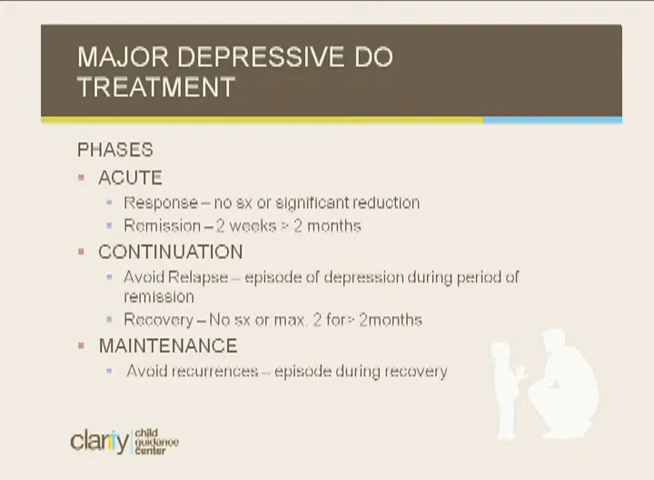 MAJOR DEPRESSIVE DO
TREATMENT
PHASES
ACUTE
Response – no sx or significant reduction
Remission – 2 weeks > 2 months
CONTINUATION
Avoid Relapse – episode of depression during period of
remission
Recovery – No sx or max. 2 for> 2months
MAINTENANCE
Avoid recurrences – episode during recovery
clarity child
guidance
center